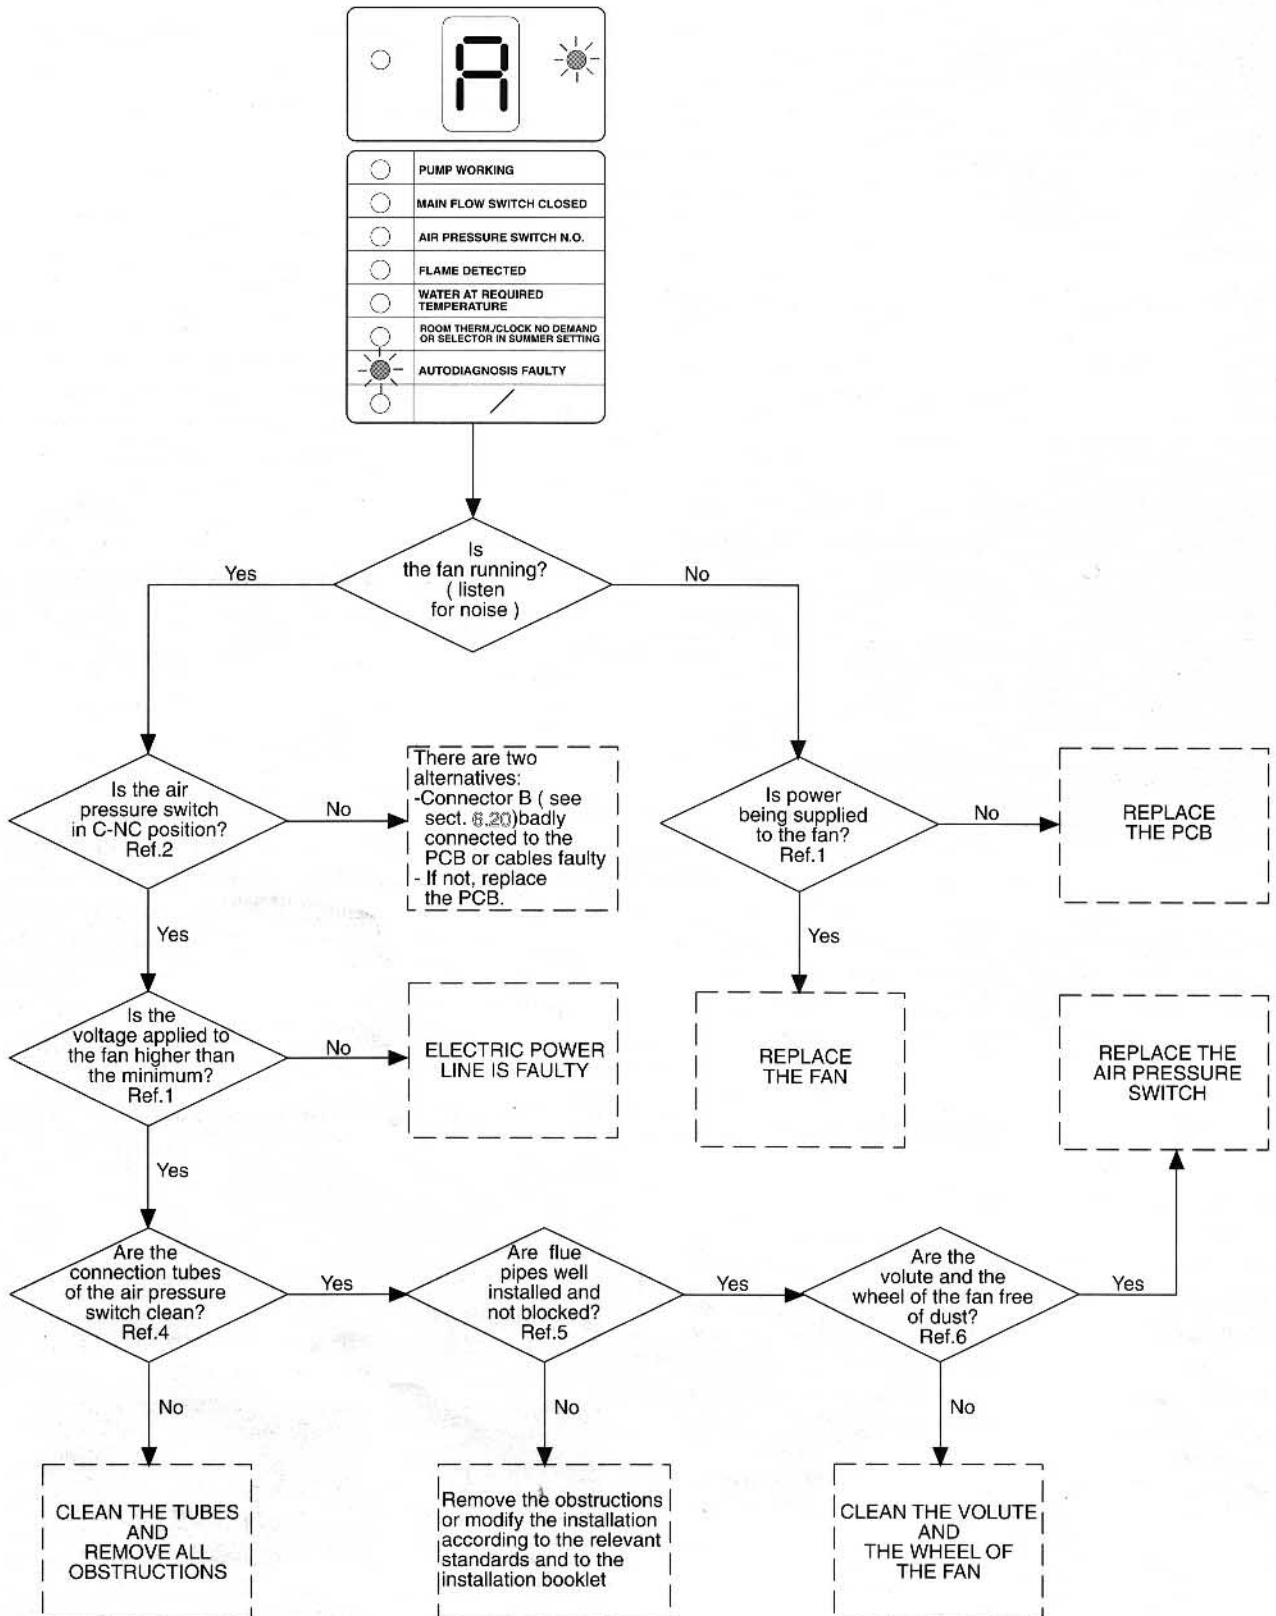 A
PUMP WORKING
MAIN FLOW SWITCH CLOSED
AIR PRESSURE SWITCH N.O.
FLAME DETECTED
WATER AT REQUIRED
TEMPERATURE
ROOM THERM./CLOCK NO DEMAND
OR SELECTOR IN SUMMER SETTING
AUTODIAGNOSIS FAULTY
/
Is
the fan running?
( listen
for noise )
Yes
No
Is the air
pressure switch
in C-NC position?
Ref.2
No
There are two
alternatives:
-Connector B ( see
sect. 6.20)badly
connected to the
PCB or cables faulty
- If not, replace
the PCB.
Is power
being supplied
to the fan?
Ref.1
No
REPLACE
THE PCB
Yes
Yes
Is the
voltage applied to
the fan higher than
the minimum?
Ref.1
No
ELECTRIC POWER
LINE IS FAULTY
REPLACE
THE FAN
REPLACE THE
AIR PRESSURE
SWITCH
Yes
Are the
connection tubes
of the air pressure
switch clean?
Ref.4
Yes
Are flue
pipes well
installed and
not blocked?
Ref.5
Yes
Are the
volute and the
wheel of the fan free
of dust?
Ref.6
Yes
No
No
No
CLEAN THE TUBES
AND
REMOVE ALL
OBSTRUCTIONS
Remove the obstructions
or modify the installation
according to the relevant
standards and to the
installation booklet
CLEAN THE VOLUTE
AND
THE WHEEL OF
THE FAN